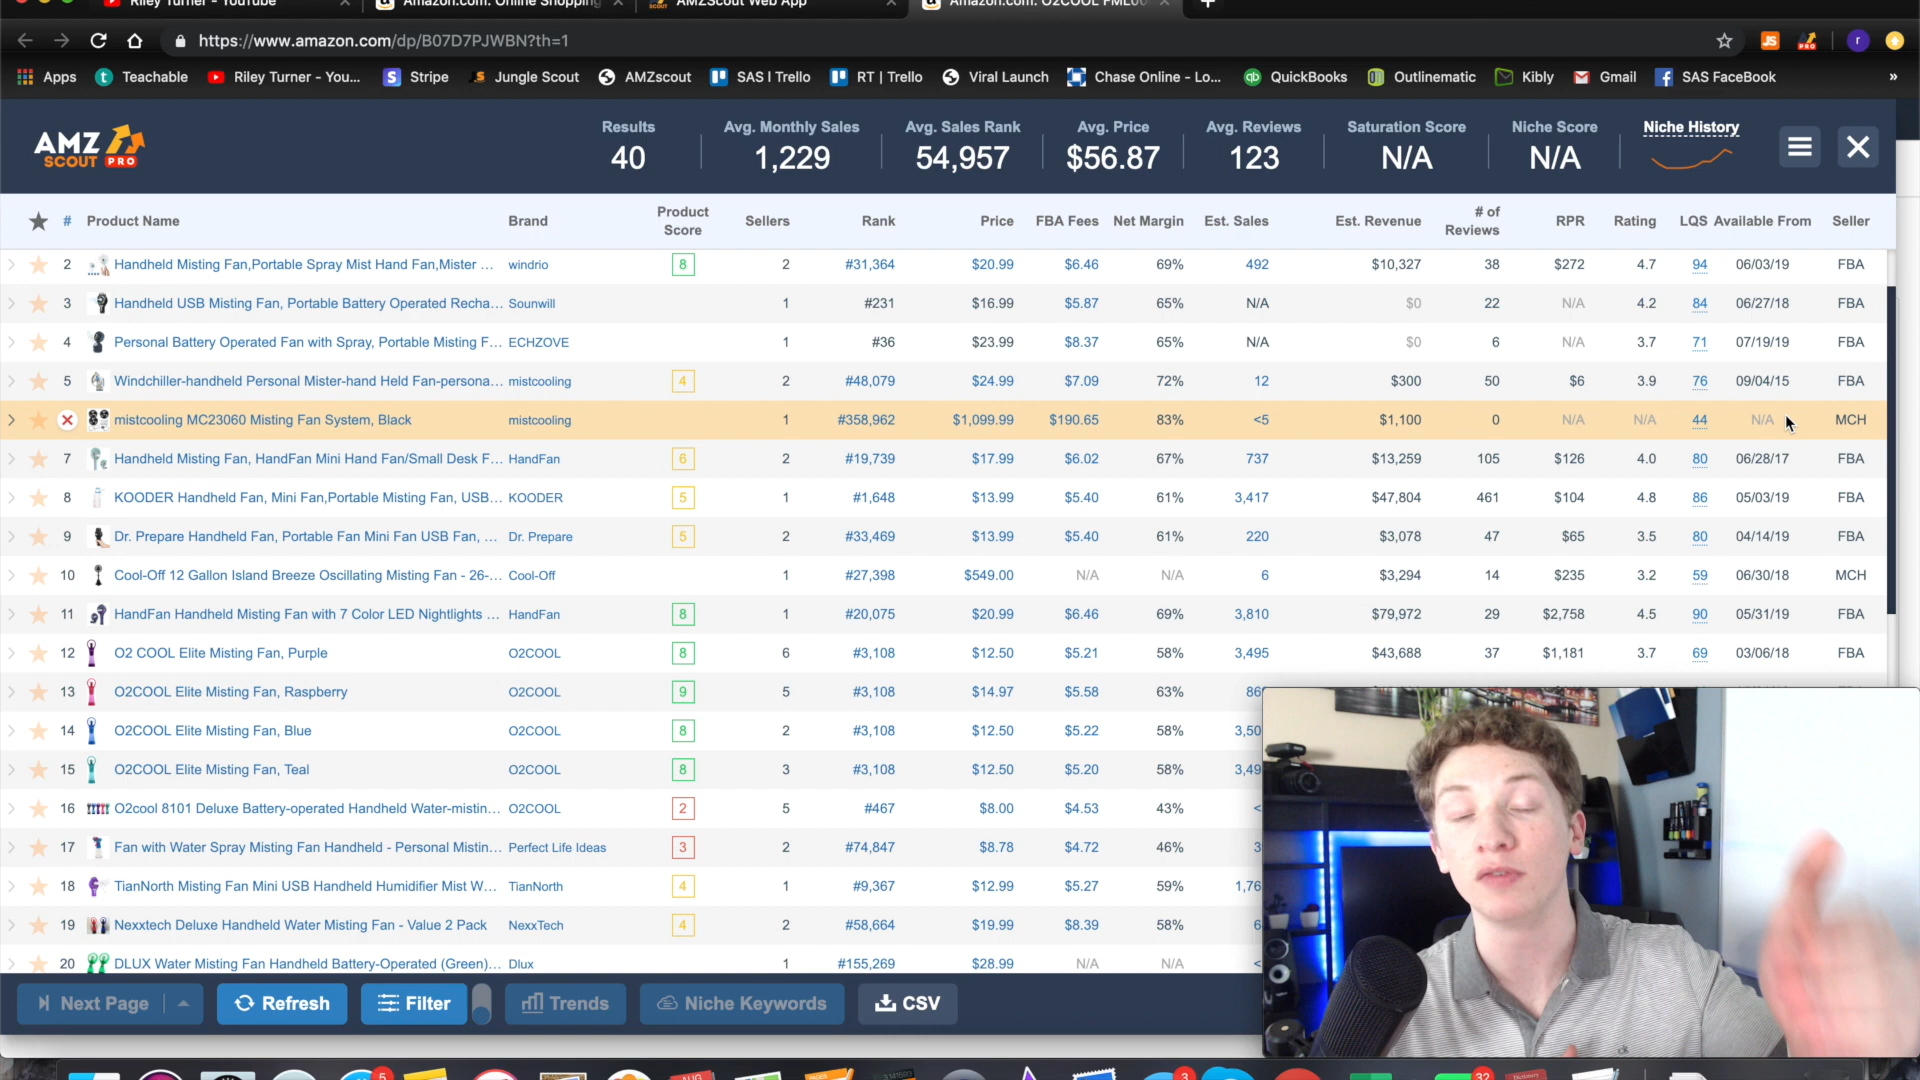 Riley Turner - YouTube
Amazon.com: Online Shopping
AMZScout Web App
https://www.amazon.com/dp/B07D7PJWBN?th=1
Apps Teachable Riley Turner - You... Stripe Jungle Scout AMZscout SAS | Trello RT | Trello Viral Launch Chase Online - Lo... QuickBooks Outlinematic Kibly Gmail SAS FaceBook »
AMZ SCOUT PRO
Results 40
Avg. Monthly Sales 1,229
Avg. Sales Rank 54,957
Avg. Price $56.87
Avg. Reviews 123
Saturation Score N/A
Niche Score N/A
Niche History
# Product Name Brand Product Score Sellers Rank Price FBA Fees Net Margin Est. Sales Est. Revenue # of Reviews RPR Rating LQS Available From Seller
2 Handheld Misting Fan,Portable Spray Mist Hand Fan,Mister ... windrio 8 2 #31,364 $20.99 $6.46 69% 492 $10,327 38 $272 4.7 94 06/03/19 FBA
3 Handheld USB Misting Fan, Portable Battery Operated Recha... Sounwill 1 #231 $16.99 $5.87 65% N/A $0 22 N/A 4.2 84 06/27/18 FBA
4 Personal Battery Operated Fan with Spray, Portable Misting F... ECHZOVE 1 #36 $23.99 $8.37 65% N/A $0 6 N/A 3.7 71 07/19/19 FBA
5 Windchiller-handheld Personal Mister-hand Held Fan-persona... mistcooling 4 2 #48,079 $24.99 $7.09 72% 12 $300 50 $6 3.9 76 09/04/15 FBA
mistcooling MC23060 Misting Fan System, Black mistcooling 1 #358,962 $1,099.99 $190.65 83% <5 $1,100 0 N/A N/A 44 N/A MCH
7 Handheld Misting Fan, HandFan Mini Hand Fan/Small Desk F... HandFan 6 2 #19,739 $17.99 $6.02 67% 737 $13,259 105 $126 4.0 80 06/28/17 FBA
8 KOODER Handheld Fan, Mini Fan,Portable Misting Fan, USB... KOODER 5 1 #1,648 $13.99 $5.40 61% 3,417 $47,804 461 $104 4.8 86 05/03/19 FBA
9 Dr. Prepare Handheld Fan, Portable Fan Mini Fan USB Fan, ... Dr. Prepare 5 2 #33,469 $13.99 $5.40 61% 220 $3,078 47 $65 3.5 80 04/14/19 FBA
10 Cool-Off 12 Gallon Island Breeze Oscillating Misting Fan - 26-... Cool-Off 1 #27,398 $549.00 N/A N/A 6 $3,294 14 $235 3.2 59 06/30/18 MCH
11 HandFan Handheld Misting Fan with 7 Color LED Nightlights ... HandFan 8 1 #20,075 $20.99 $6.46 69% 3,810 $79,972 29 $2,758 4.5 90 05/31/19 FBA
12 O2 COOL Elite Misting Fan, Purple O2COOL 8 6 #3,108 $12.50 $5.21 58% 3,495 $43,688 37 $1,181 3.7 69 03/06/18 FBA
13 O2COOL Elite Misting Fan, Raspberry O2COOL 9 5 #3,108 $14.97 $5.58 63%
14 O2COOL Elite Misting Fan, Blue O2COOL 8 2 #3,108 $12.50 $5.22 58%
15 O2COOL Elite Misting Fan, Teal O2COOL 8 3 #3,108 $12.50 $5.20 58%
16 O2cool 8101 Deluxe Battery-operated Handheld Water-mistin... O2COOL 2 5 #467 $8.00 $4.53 43% <
17 Fan with Water Spray Misting Fan Handheld - Personal Mistin... Perfect Life Ideas 3 2 #74,847 $8.78 $4.72 46%
18 TianNorth Misting Fan Mini USB Handheld Humidifier Mist W... TianNorth 4 1 #9,367 $12.99 $5.27 59%
19 Nexxtech Deluxe Handheld Water Misting Fan - Value 2 Pack NexxTech 4 2 #58,664 $19.99 $8.39 58%
20 DLUX Water Misting Fan Handheld Battery-Operated (Green)... Dlux 1 #155,269 $28.99 N/A N/A <
Next Page Refresh Filter Trends Niche Keywords CSV